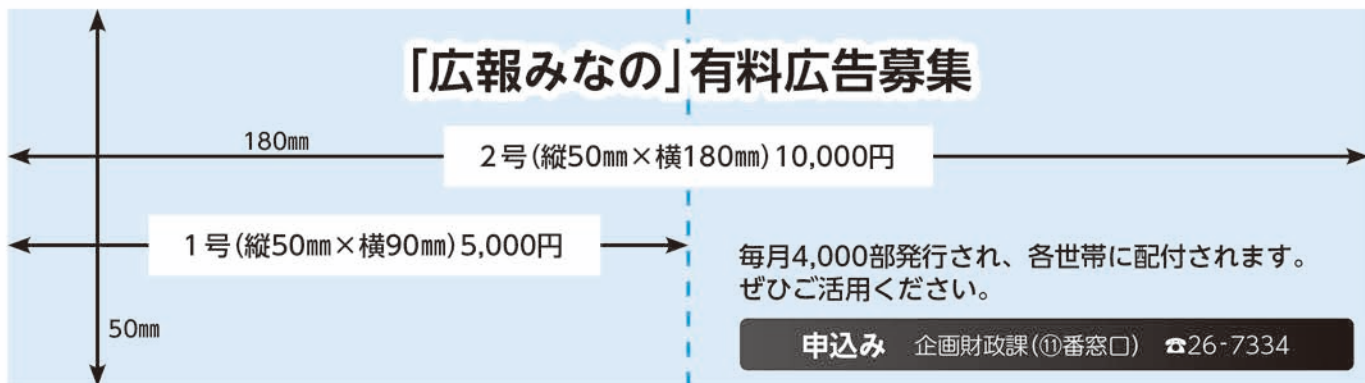 「広報みなの」有料広告募集
180㎜
2号(縦50㎜×横180㎜)10,000円
1号(縦50㎜×横90㎜)5,000円
50㎜
毎月4,000部発行され、各世帯に配付されます。
ぜひご活用ください。
申込み 企画財政課(⑪番窓口) ☎26-7334